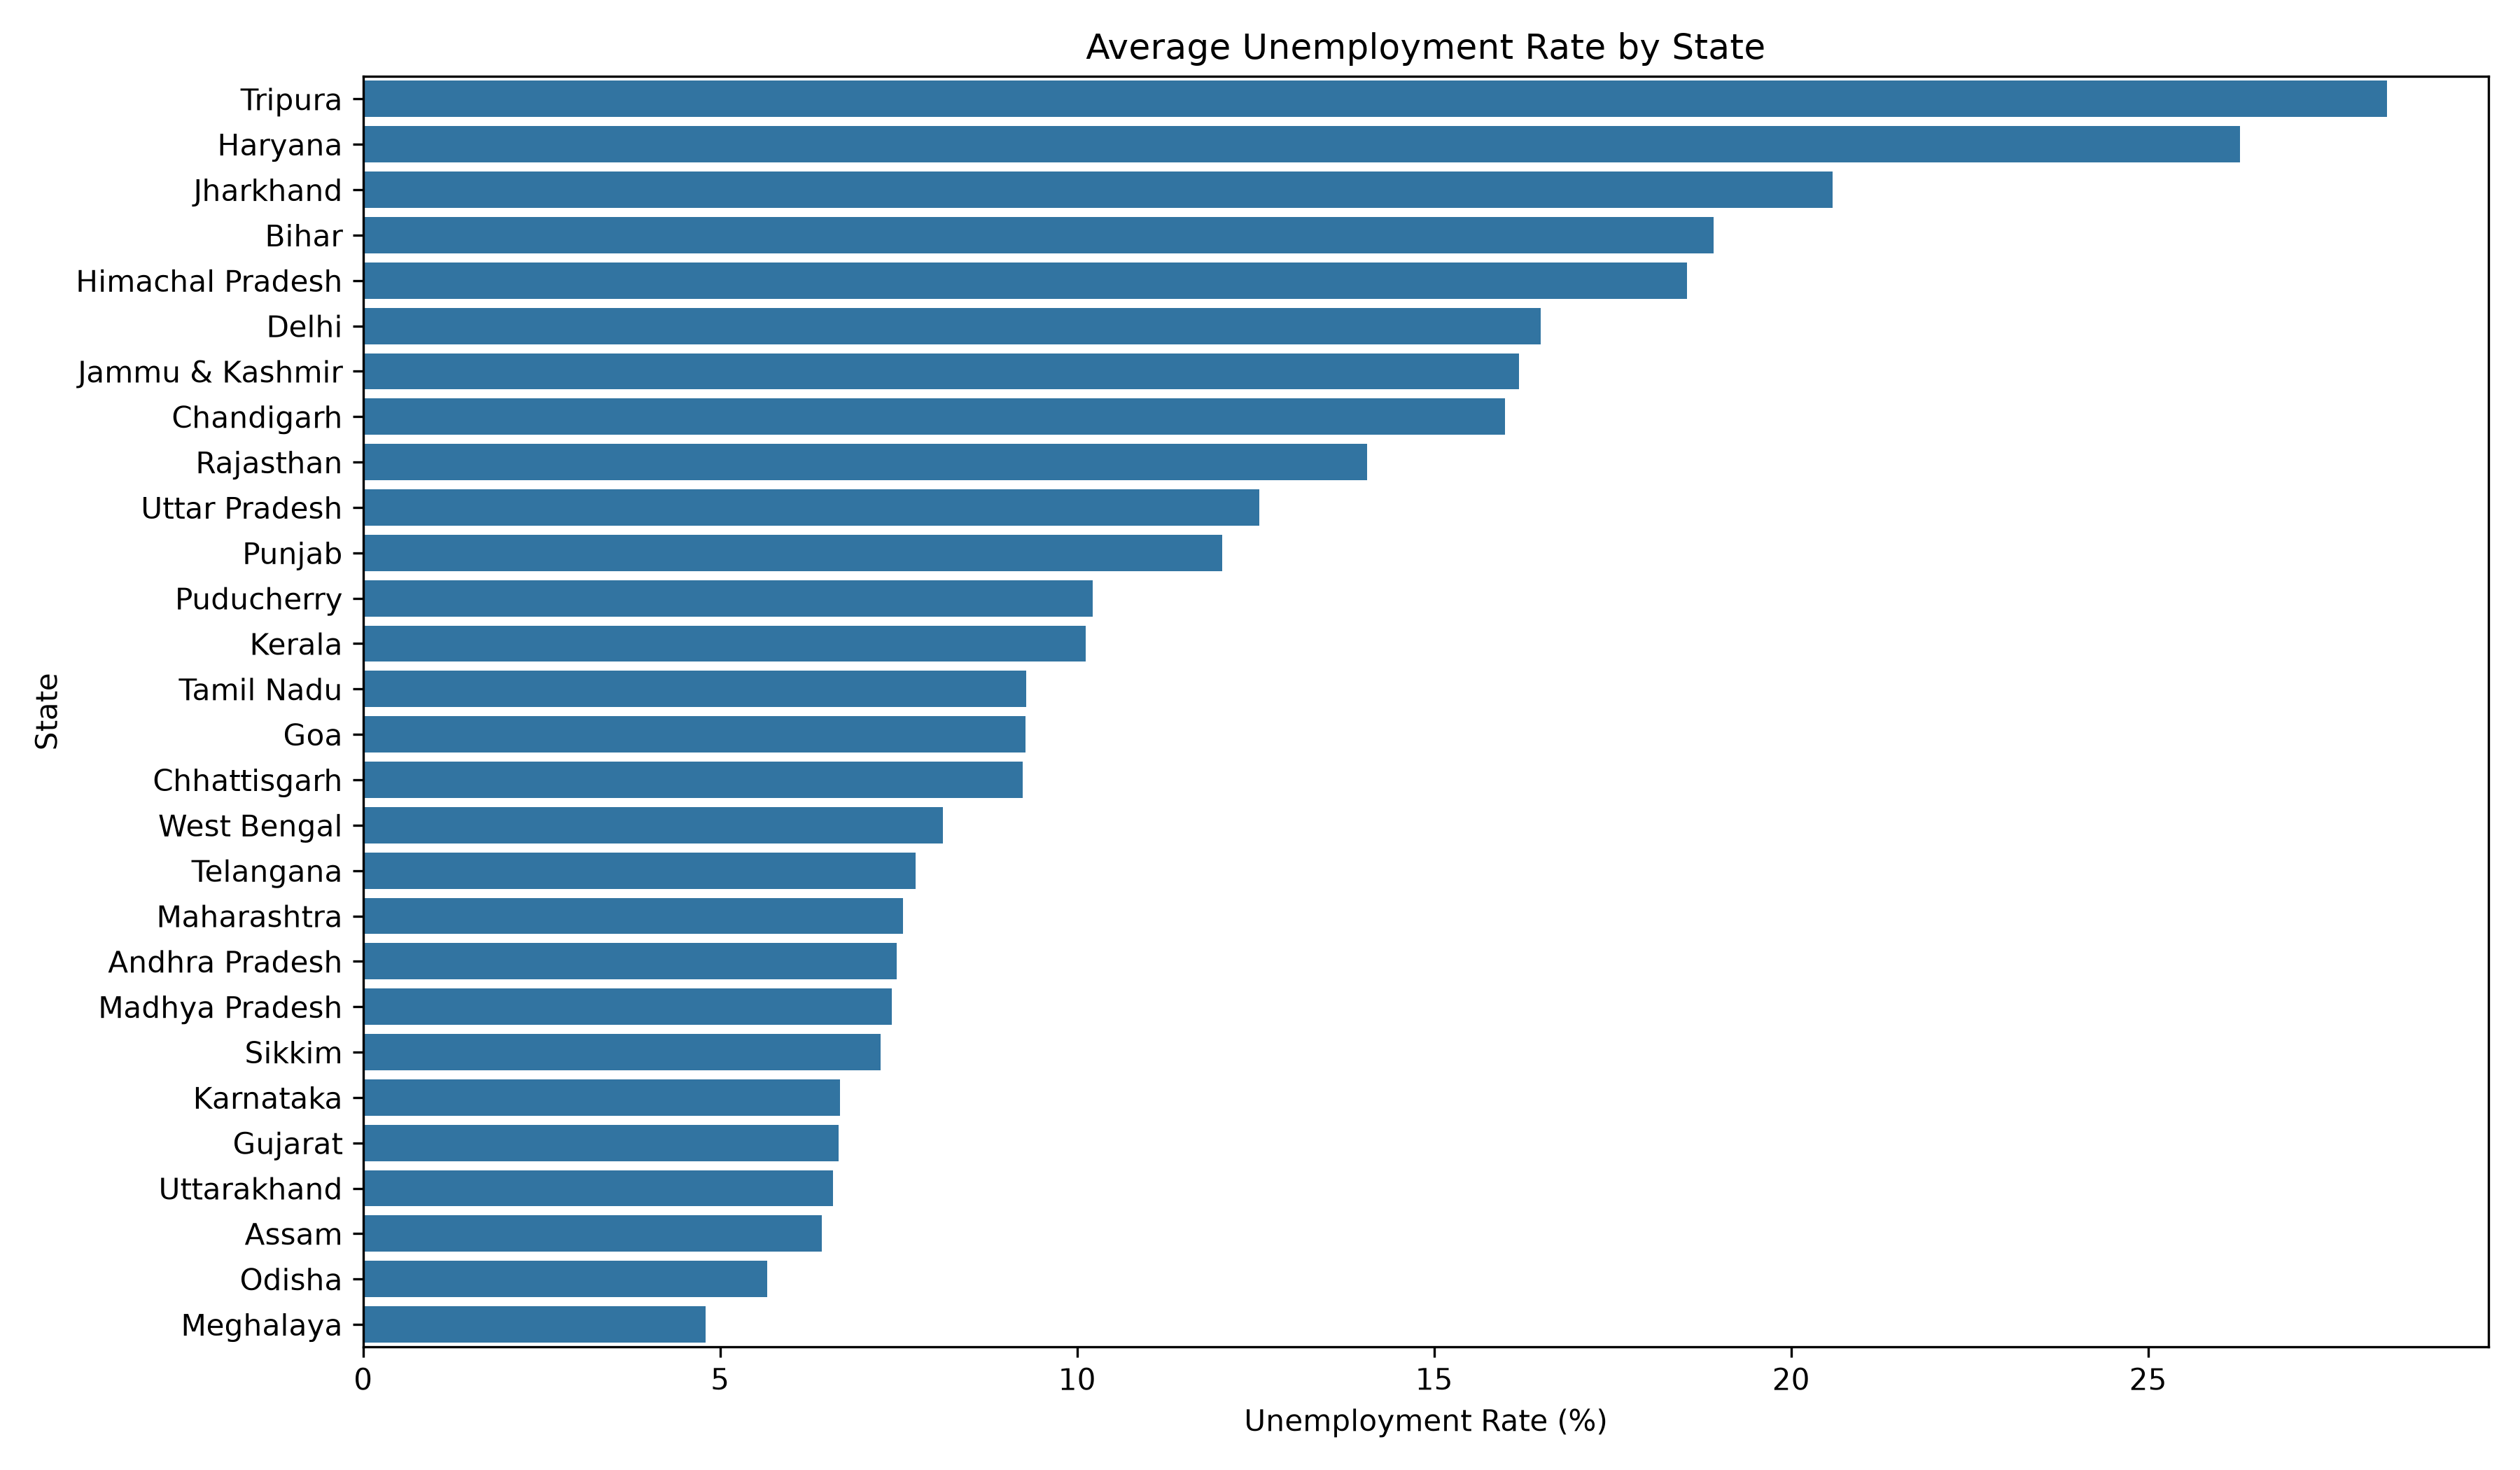 Average Unemployment Rate by State
Tripura
Haryana
Jharkhand
Bihar
Himachal Pradesh
Delhi
Jammu & Kashmir
Chandigarh
Rajasthan
Uttar Pradesh
Punjab
Puducherry
Kerala
Tamil Nadu
Goa
Chhattisgarh
West Bengal
Telangana
Maharashtra
Andhra Pradesh
Madhya Pradesh
Sikkim
Karnataka
Gujarat
Uttarakhand
Assam
Odisha
Meghalaya
State
0 5 10 15 20 25
Unemployment Rate (%)